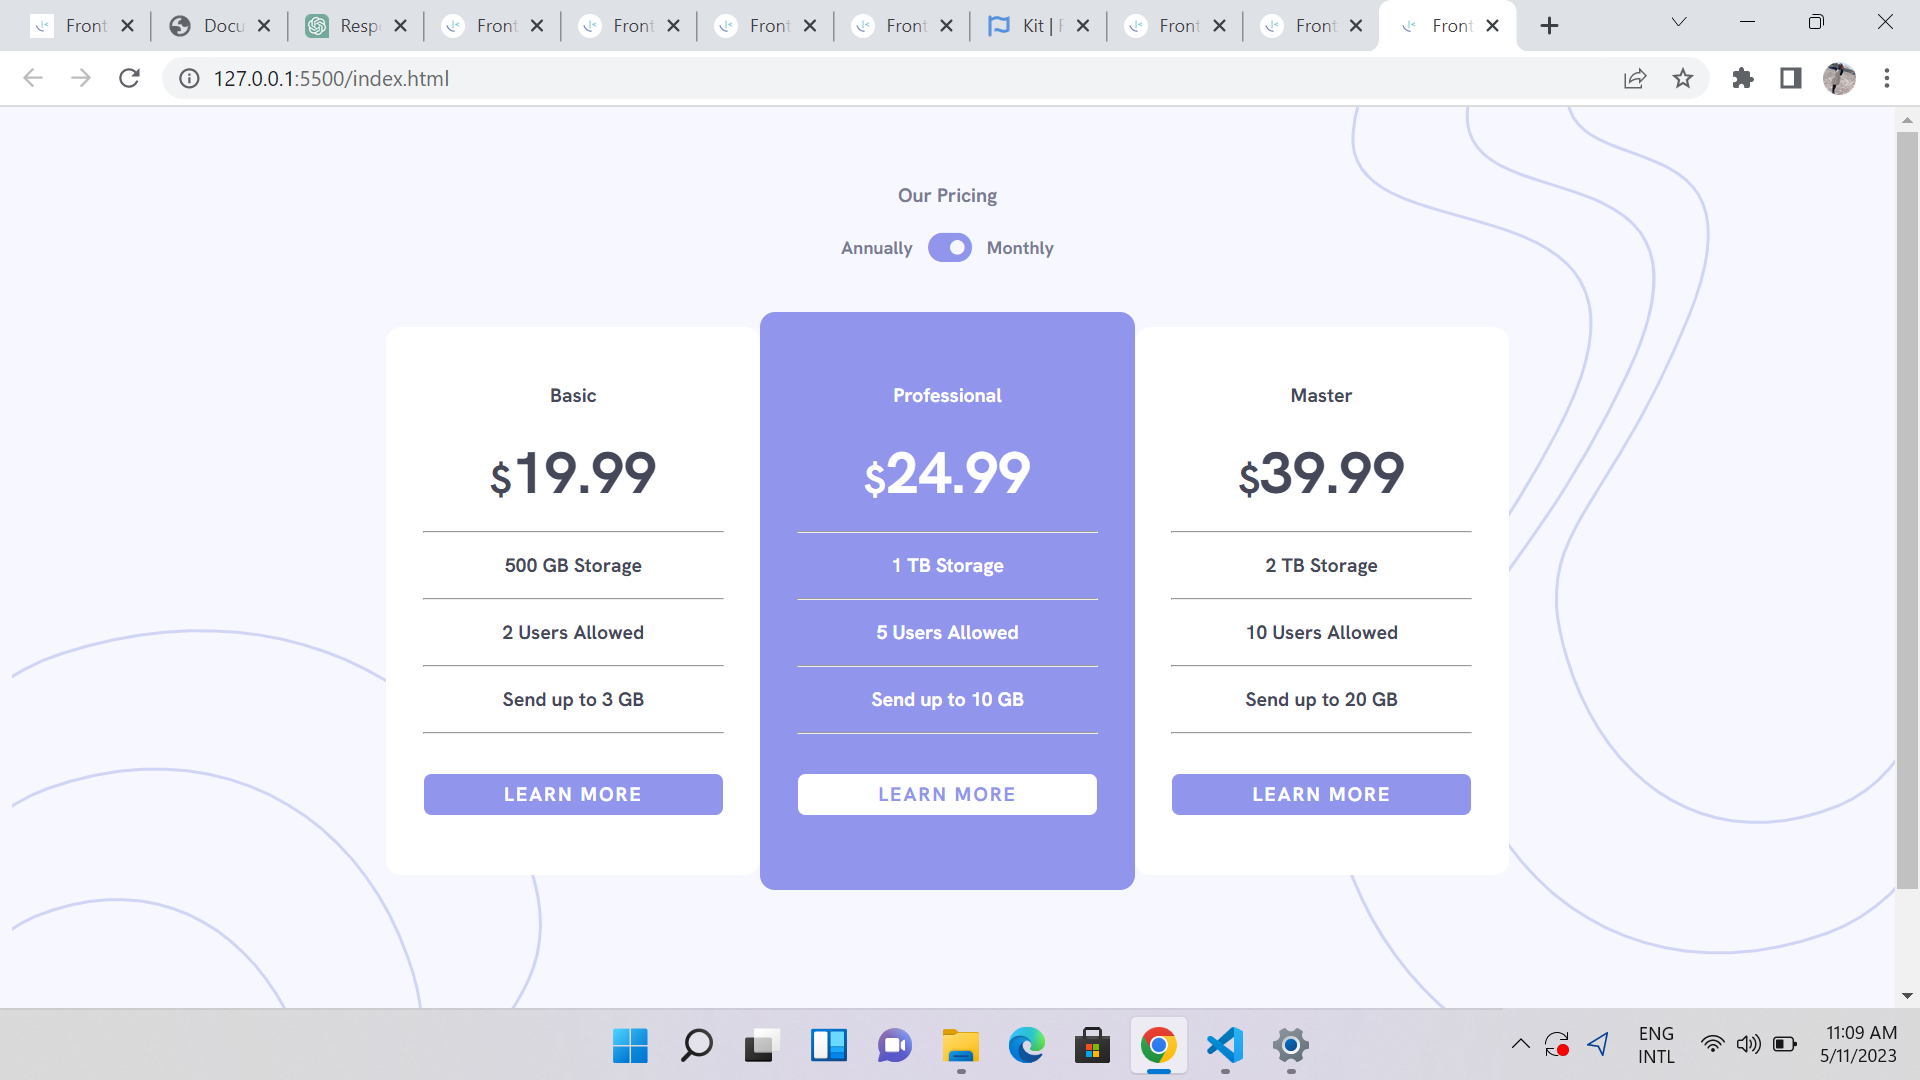 Front Docu Resp Front Front Front Front Kit | F Front Front Front
127.0.0.1:5500/index.html
Our Pricing
Annually Monthly
Basic Professional Master
$19.99 $24.99 $39.99
500 GB Storage 1 TB Storage 2 TB Storage
2 Users Allowed 5 Users Allowed 10 Users Allowed
Send up to 3 GB Send up to 10 GB Send up to 20 GB
LEARN MORE LEARN MORE LEARN MORE
ENG 11:09 AM
INTL 5/11/2023